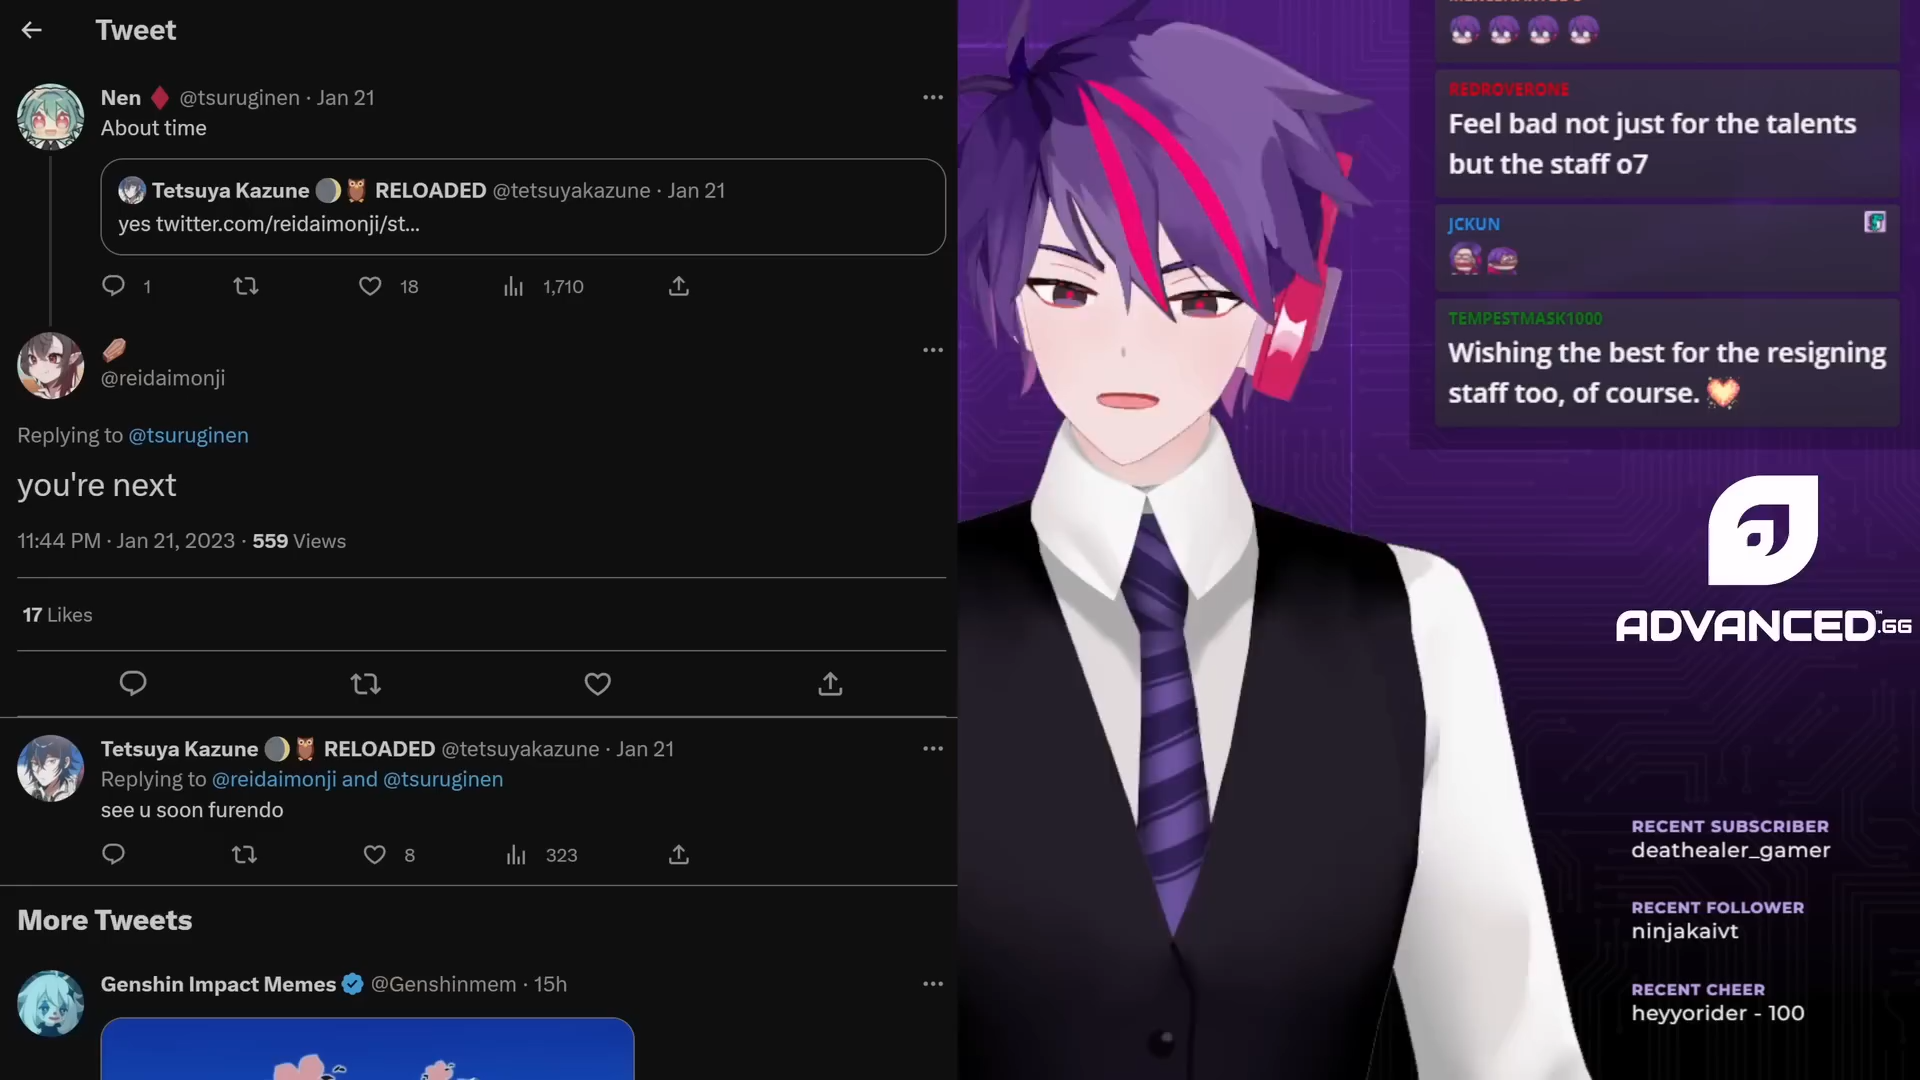 Tweet
Nen @tsuruginen · Jan 21
About time
Tetsuya Kazune RELOADED @tetsuyakazune · Jan 21
yes twitter.com/reidaimonji/st...
1 18 1,710
@reidaimonji
Replying to @tsuruginen
you're next
11:44 PM · Jan 21, 2023 · 559 Views
17 Likes
Tetsuya Kazune RELOADED @tetsuyakazune · Jan 21
Replying to @reidaimonji and @tsuruginen
see u soon furendo
8 323
More Tweets
Genshin Impact Memes @Genshinmem · 15h
REDROVERONE
Feel bad not just for the talents
but the staff o7
JCKUN
TEMPESTMASK1000
Wishing the best for the resigning
staff too, of course.
ADVANCED.GG
RECENT SUBSCRIBER
deathealer_gamer
RECENT FOLLOWER
ninjakaivt
RECENT CHEER
heyyorider - 100